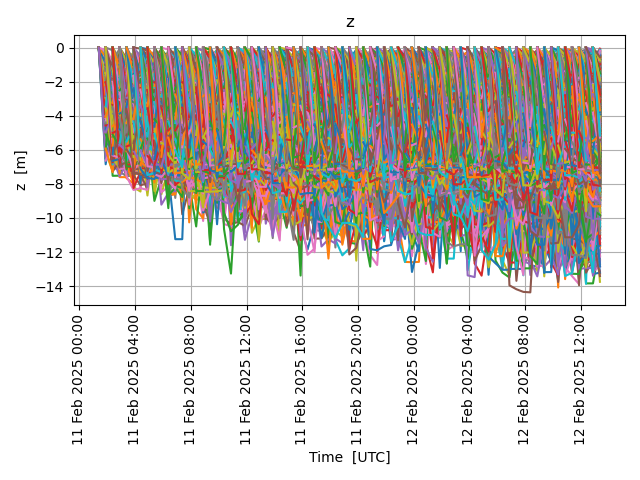 z
0
−2
−4
−6
−8
−10
−12
−14
z [m]
11 Feb 2025 00:00
11 Feb 2025 04:00
11 Feb 2025 08:00
11 Feb 2025 12:00
11 Feb 2025 16:00
11 Feb 2025 20:00
12 Feb 2025 00:00
12 Feb 2025 04:00
12 Feb 2025 08:00
12 Feb 2025 12:00
Time [UTC]